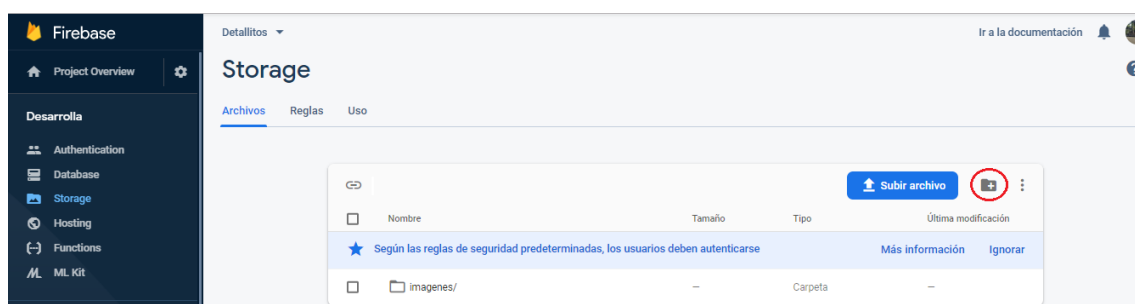 Firebase
Detallitos
Ir a la documentación
Project Overview
Storage
Desarrolla
Archivos Reglas Uso
Authentication
Database
Storage
Hosting
Functions
ML Kit
Subir archivo
Nombre Tamaño Tipo Última modificación
Según las reglas de seguridad predeterminadas, los usuarios deben autenticarse Más información Ignorar
imagenes/ — Carpeta —